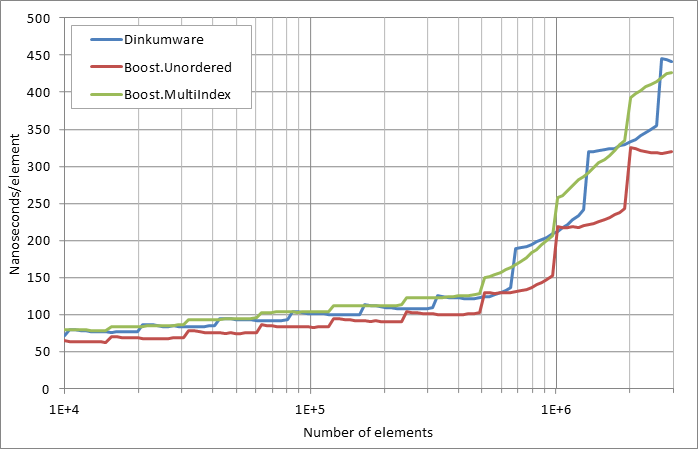 500
450
400
350
300
250
200
150
100
50
0
Nanoseconds/element
Dinkumware
Boost.Unordered
Boost.MultiIndex
1E+4
1E+5
1E+6
Number of elements